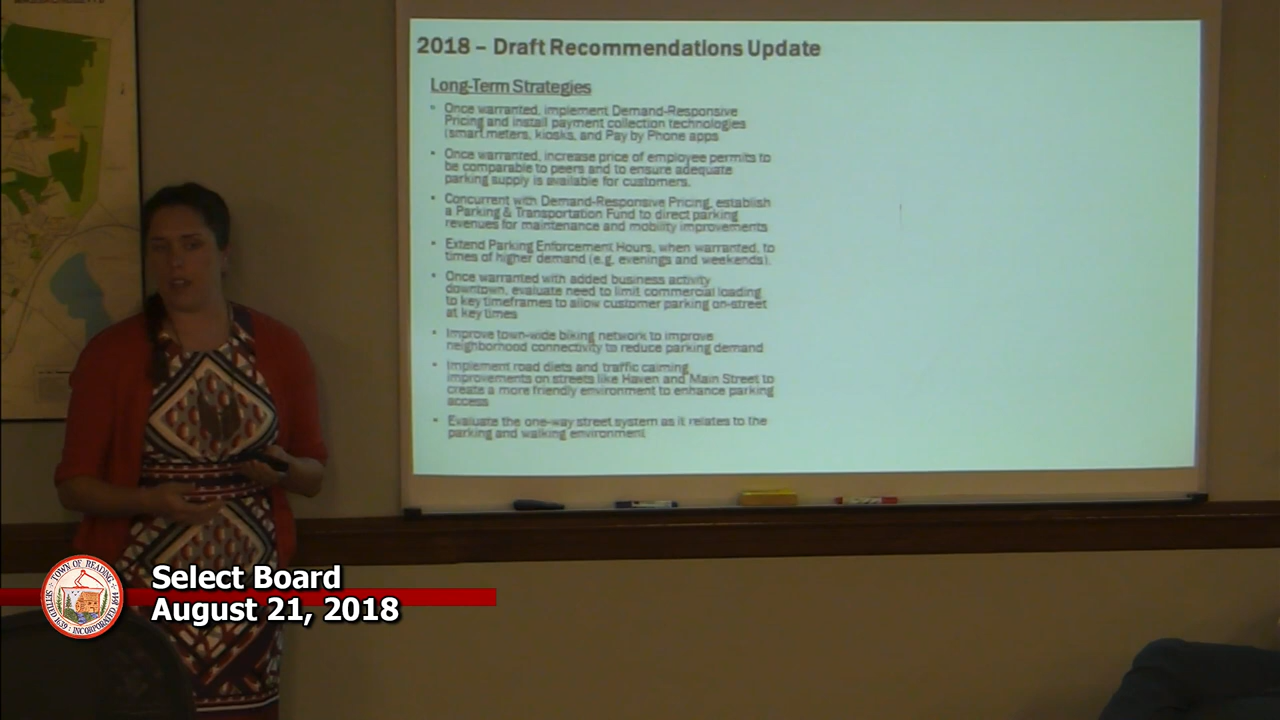 2018 – Draft Recommendations Update
Long-Term Strategies
• Once warranted, implement Demand-Responsive
Pricing and install payment collection technologies
(smart meters, kiosks, and Pay by Phone apps
• Once warranted, increase price of employee permits to
be comparable to peers and to ensure adequate
parking supply is available for customers.
• Concurrent with Demand-Responsive Pricing, establish
a Parking & Transportation Fund to direct parking
revenues for maintenance and mobility improvements
• Extend Parking Enforcement Hours, when warranted, to
times of higher demand (e.g. evenings and weekends).
• Once warranted with added business activity
downtown, evaluate need to limit commercial loading
to key timeframes to allow customer parking on-street
at key times
• Improve town-wide biking network to improve
neighborhood connectivity to reduce parking demand
• Implement road diets and traffic calming
improvements on streets like Haven and Main Street to
create a more friendly environment to enhance parking
access
• Evaluate the one-way street system as it relates to the
parking and walking environment
TOWN OF READING
SETTLED 1639 INCORPORATED 1644
Select Board
August 21, 2018